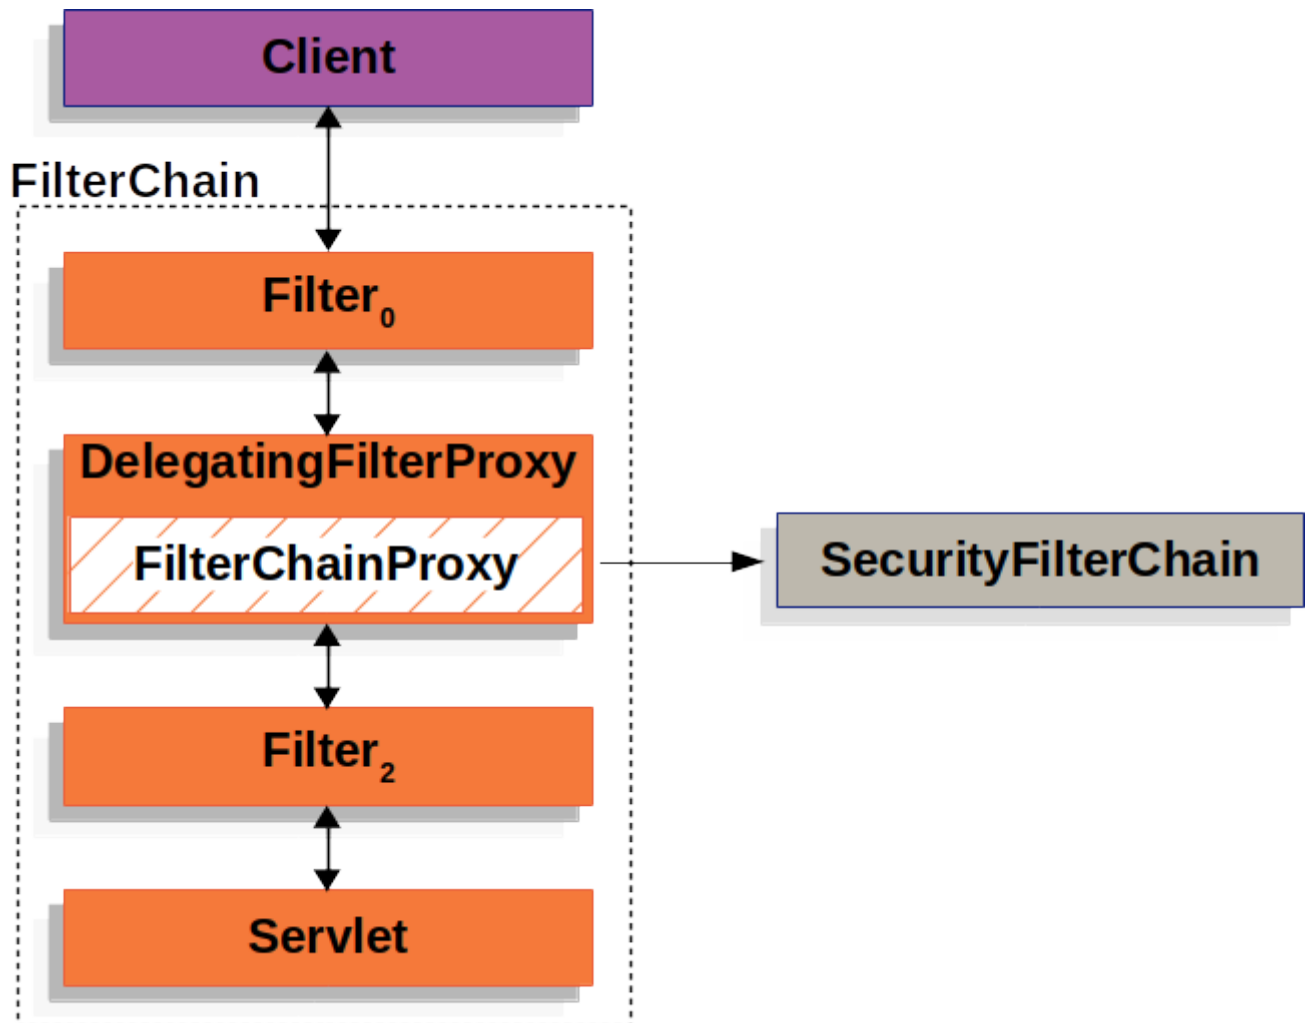 Client
FilterChain
Filter0
DelegatingFilterProxy
FilterChainProxy
SecurityFilterChain
Filter2
Servlet